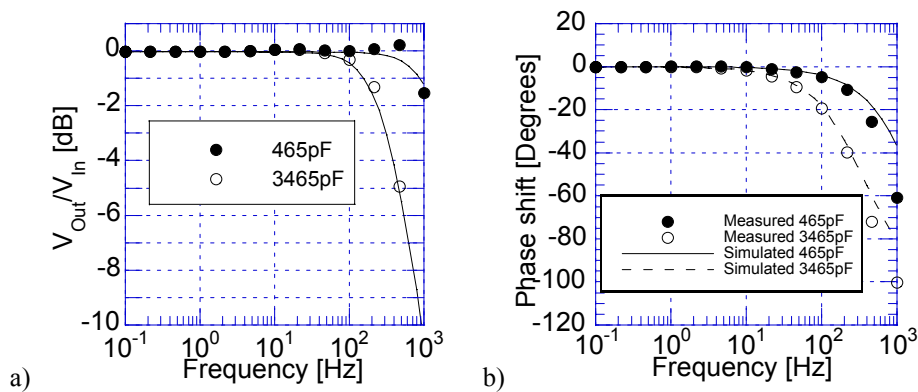 a)
V_Out/V_In [dB]
0
-2
-4
-6
-8
-10
465pF
3465pF
10^-1
10^0
10^1
10^2
10^3
Frequency [Hz]
b)
Phase shift [Degrees]
20
0
-20
-40
-60
-80
-100
-120
Measured 465pF
Measured 3465pF
Simulated 465pF
Simulated 3465pF
10^-1
10^0
10^1
10^2
10^3
Frequency [Hz]